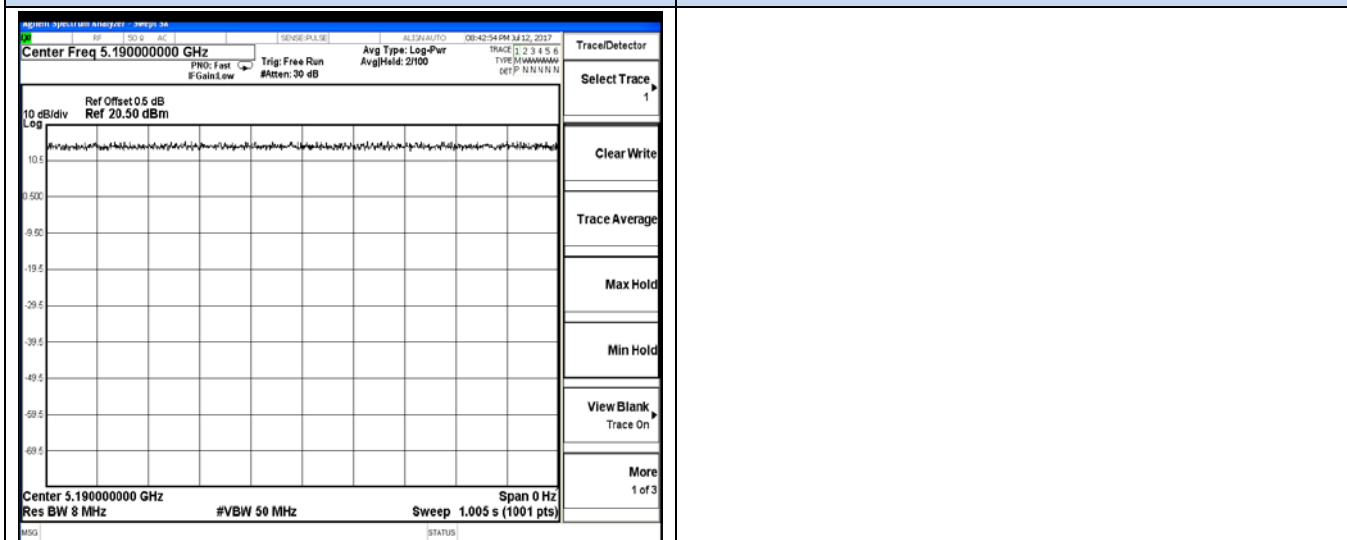 Agilent Spectrum Analyzer - Swept SA
RF 50 Ω AC SENSE:PULSE ALIGN AUTO 08:42:54 PM Jul 12, 2017
Center Freq 5.190000000 GHz
PNO: Fast
IFGain:Low
Trig: Free Run
#Atten: 30 dB
Avg Type: Log-Pwr
Avg|Hold: 2/100
TRACE 1 2 3 4 5 6
TYPE MWWWWW
DET P N N N N N
Ref Offset 0.5 dB
10 dB/div Ref 20.50 dBm
Log
10.5
0.500
-9.50
-19.5
-29.5
-39.5
-49.5
-59.5
-69.5
Center 5.190000000 GHz Span 0 Hz
Res BW 8 MHz #VBW 50 MHz Sweep 1.005 s (1001 pts)
MSG STATUS
Trace/Detector
Select Trace
1
Clear Write
Trace Average
Max Hold
Min Hold
View Blank
Trace On
More
1 of 3